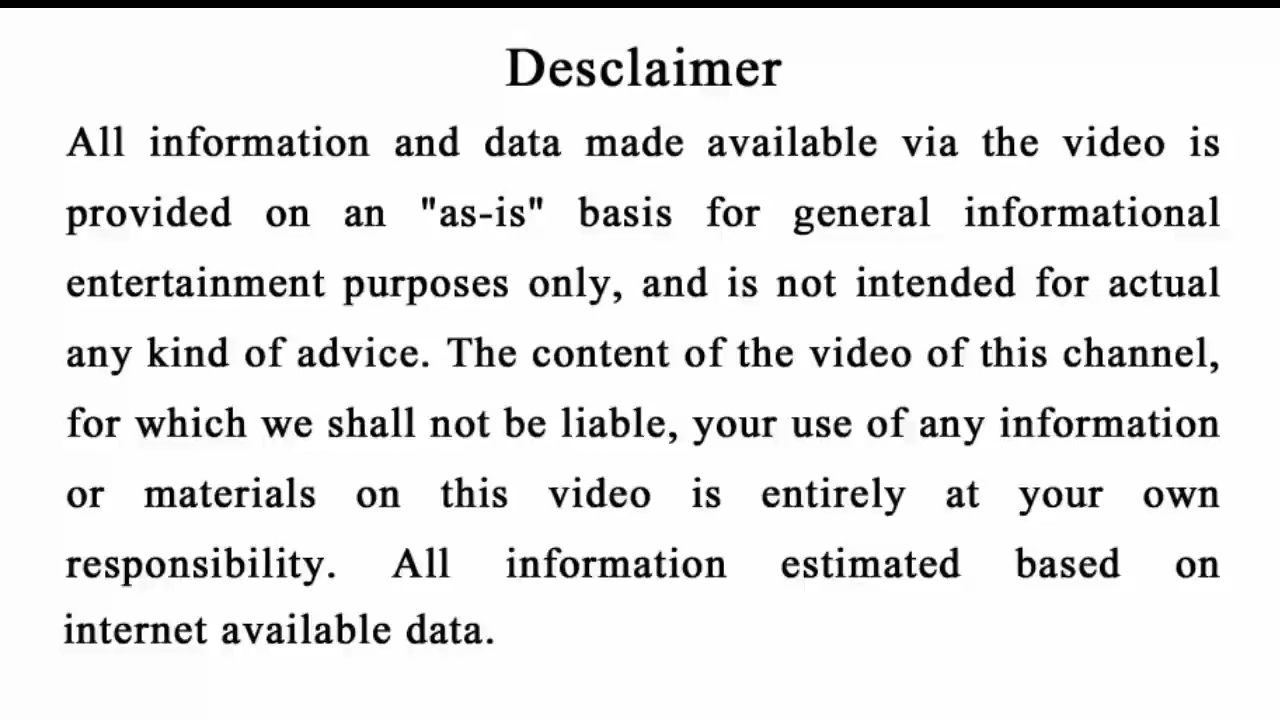 Desclaimer
All information and data made available via the video is
provided on an "as-is" basis for general informational
entertainment purposes only, and is not intended for actual
any kind of advice. The content of the video of this channel,
for which we shall not be liable, your use of any information
or materials on this video is entirely at your own
responsibility. All information estimated based on
internet available data.